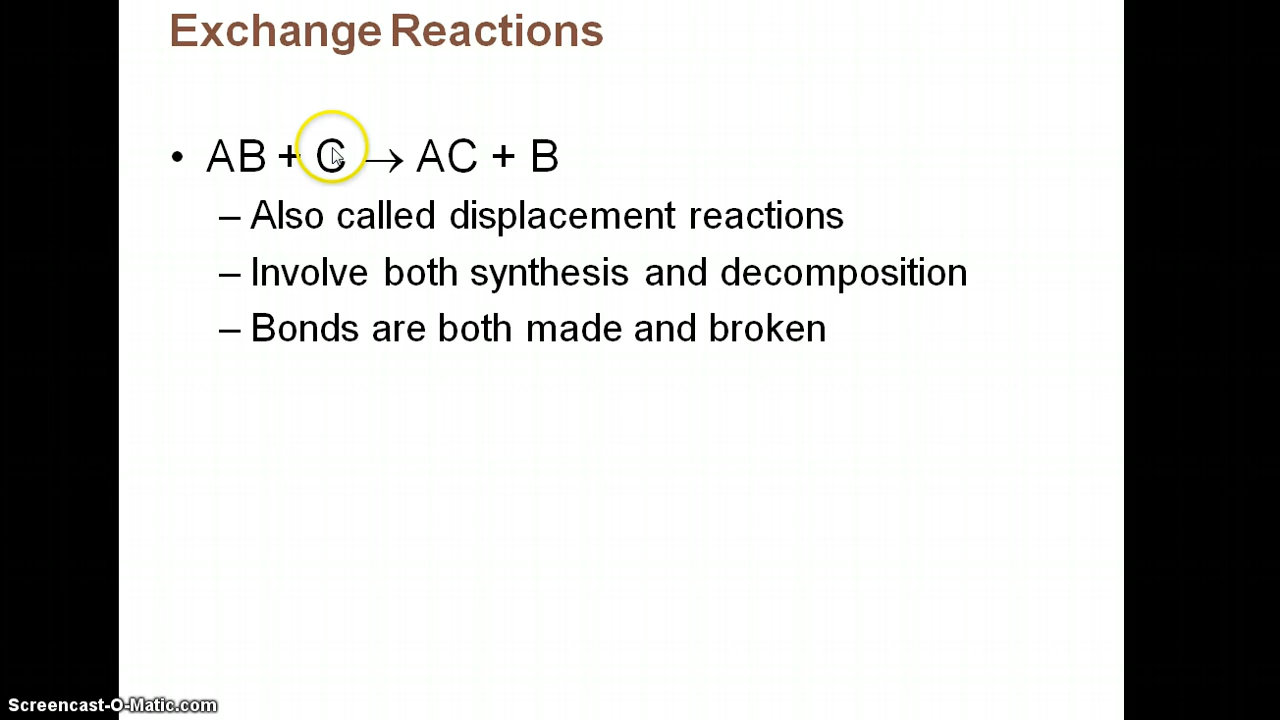 Exchange Reactions
• AB + C → AC + B
– Also called displacement reactions
– Involve both synthesis and decomposition
– Bonds are both made and broken
Screencast-O-Matic.com